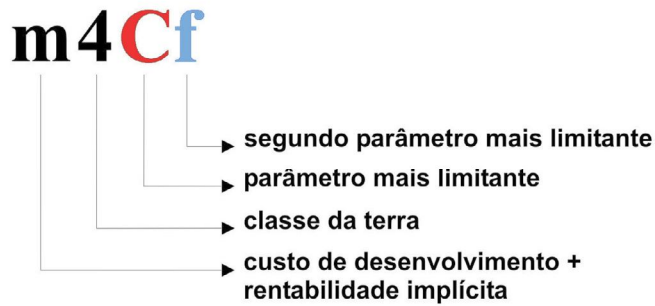 m4Cf
segundo parâmetro mais limitante
parâmetro mais limitante
classe da terra
custo de desenvolvimento +
rentabilidade implícita